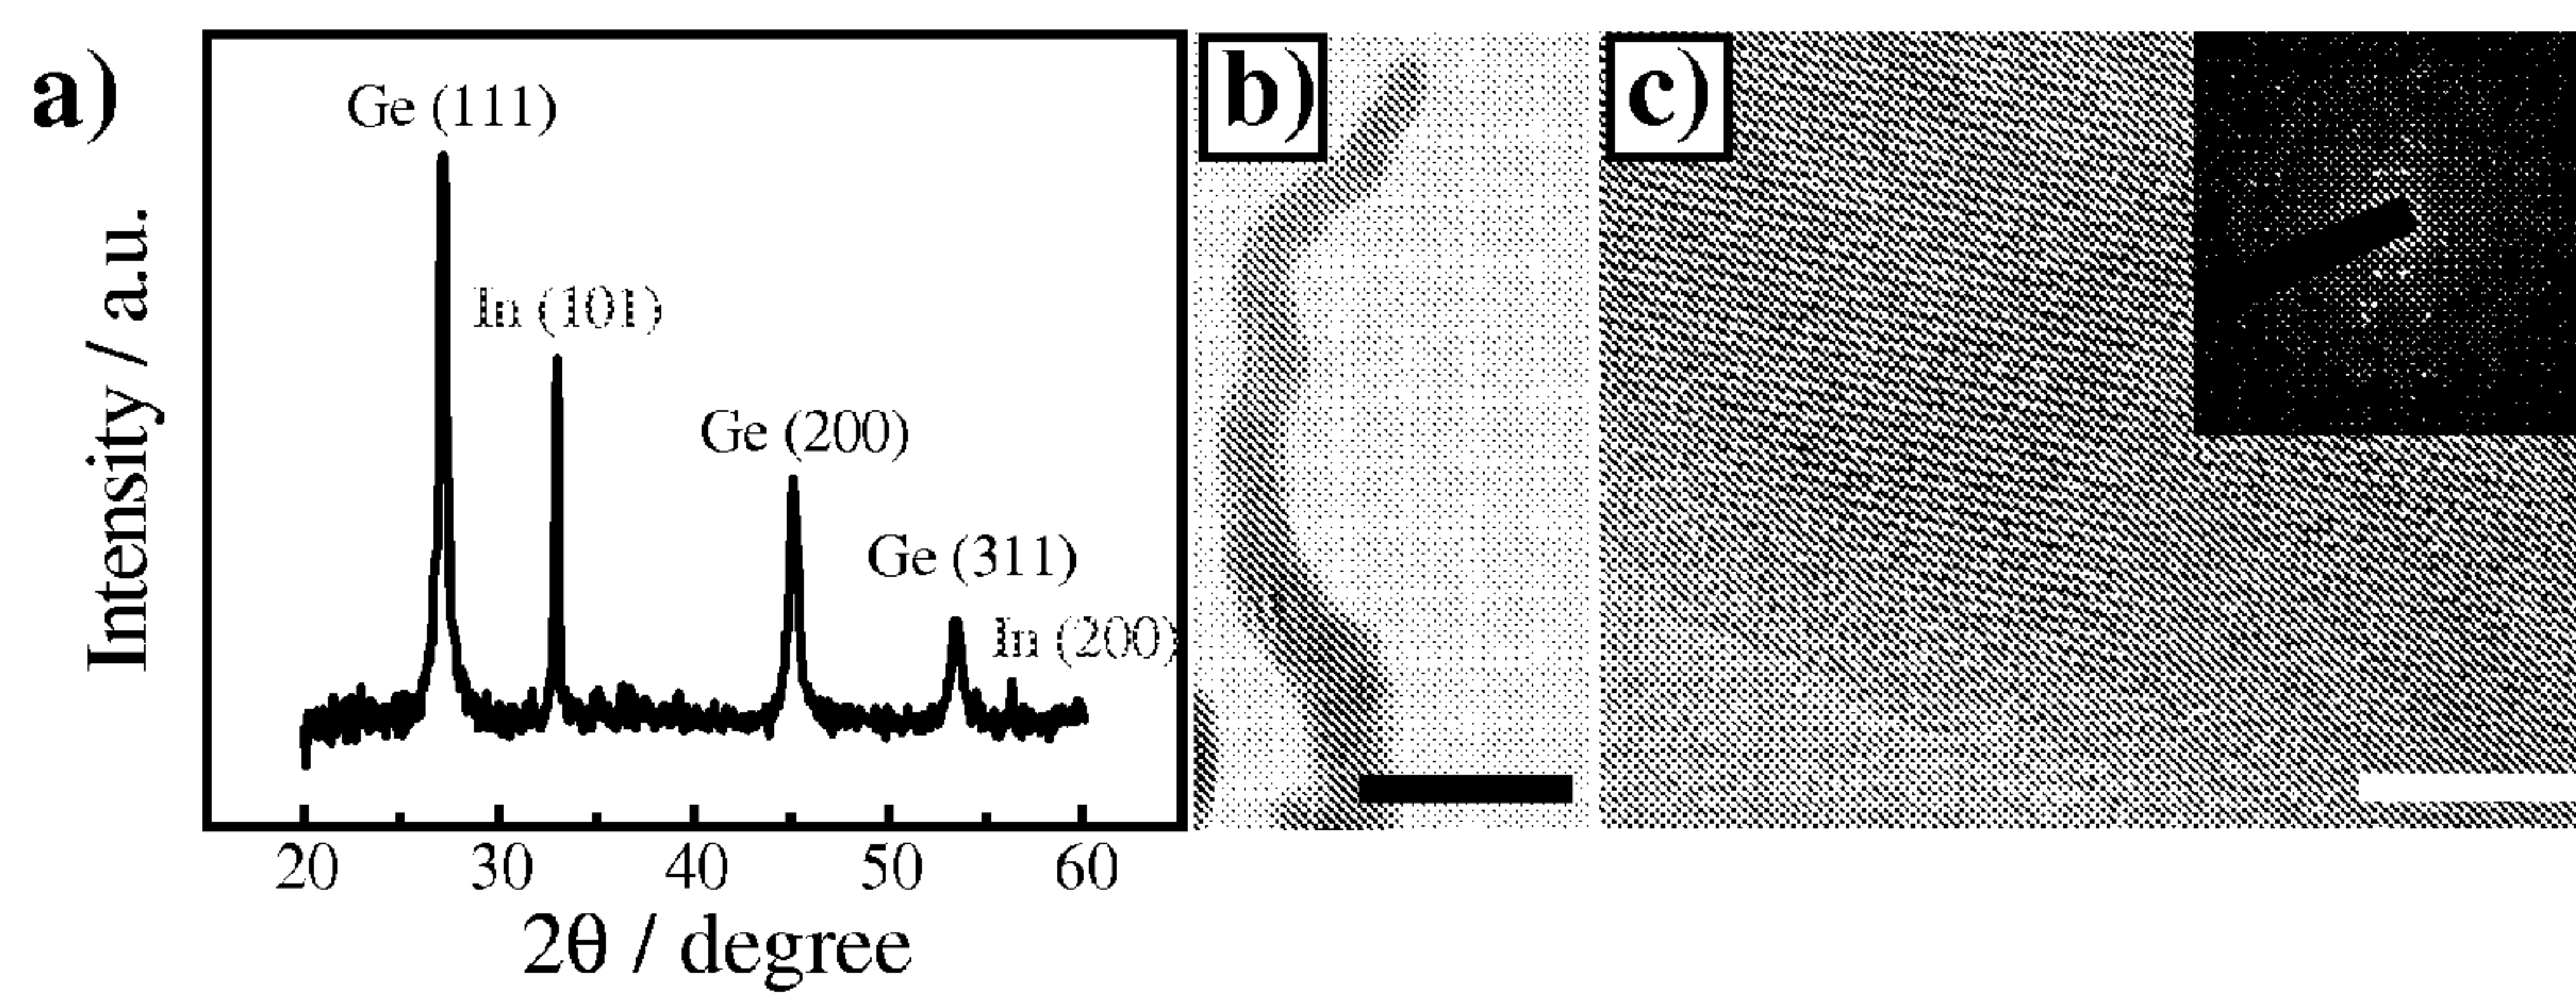 a)
Intensity / a.u.
Ge (111)
In (101)
Ge (200)
Ge (311)
In (200)
20 30 40 50 60
2θ / degree
b)
c)